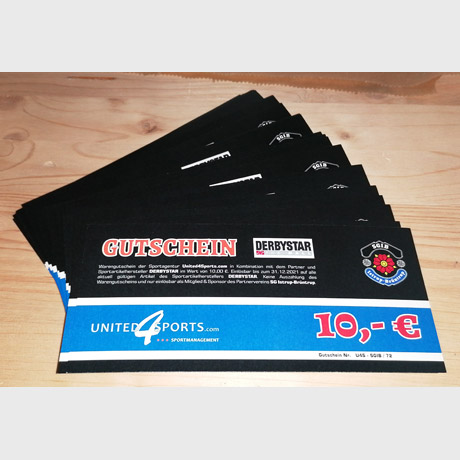 GUTSCHEIN
DERBYSTAR
Warengutschein der Sportagentur United4Sports.com in Kombination mit dem Partner und
Sportartikelhersteller DERBYSTAR im Wert von 10,00 €. Einlösbar bis zum 31.12.2021 auf alle
aktuell gültigen Artikel des Sportartikelherstellers DERBYSTAR. Keine Auszahlung des
Warengutscheins und nur einlösbar als Mitglied & Sponsor des Partnervereins SG Istrup-Brüntrup.
SGIB
Istrup-Brüntrup
UNITED4SPORTS.com
SPORTMANAGEMENT
10,- €
Gutschein Nr. U4S - SGIB / 72